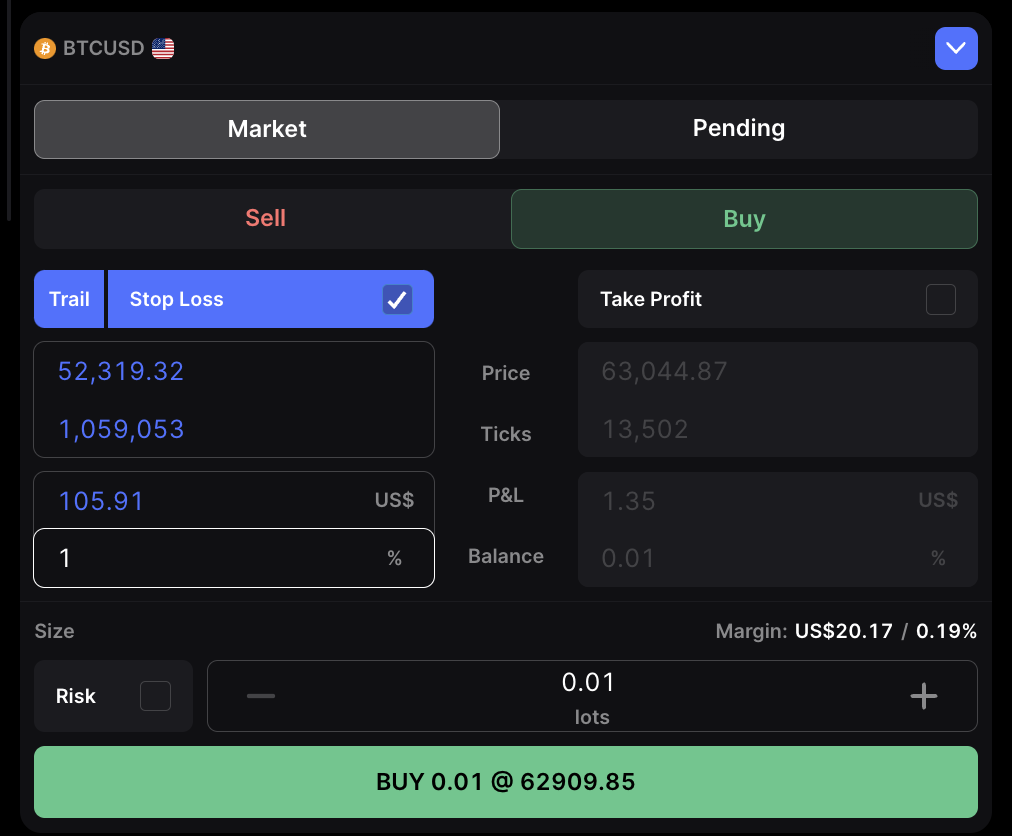 BTCUSD
Market Pending
Sell Buy
Trail Stop Loss Take Profit
52,319.32 Price 63,044.87
1,059,053 Ticks 13,502
105.91 US$ P&L 1.35 US$
1 % Balance 0.01 %
Size Margin: US$20.17 / 0.19%
Risk 0.01
lots
BUY 0.01 @ 62909.85